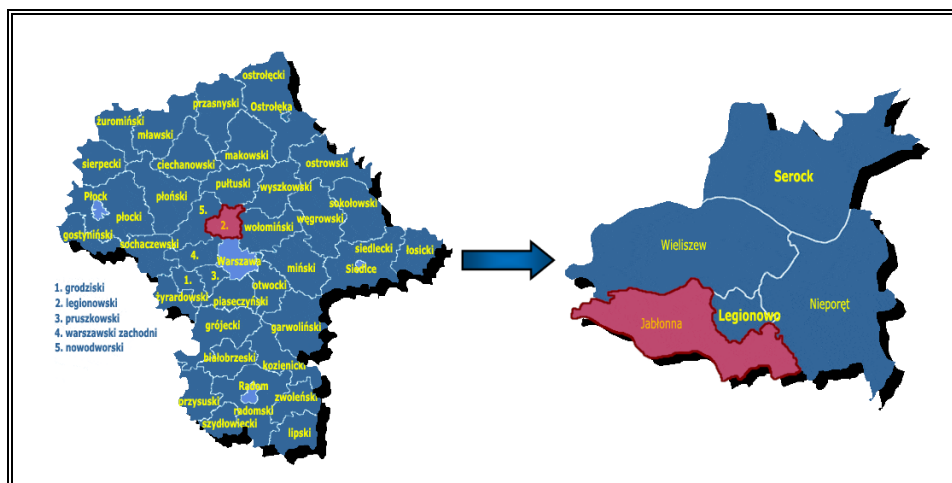 ostrołęcki
przasnyski
Ostrołęka
żuromiński
mławski
makowski
sierpecki
ciechanowski
ostrowski
pułtuski
wyszkowski
Płock
płoński
sokołowski
5.
płocki
2.
wołomiński
węgrowski
gostyniński
sochaczewski
siedlecki
łosicki
4.
Warszawa
miński
Siedlce
1.
3.
otwocki
żyrardowski
piaseczyński
grójecki
garwoliński
białobrzeski
kozienicki
Radom
przysuski
zwoleński
radomski
szydłowiecki
lipski
1. grodziski
2. legionowski
3. pruszkowski
4. warszawski zachodni
5. nowodworski
Serock
Wieliszew
Nieporęt
Legionowo
Jabłonna